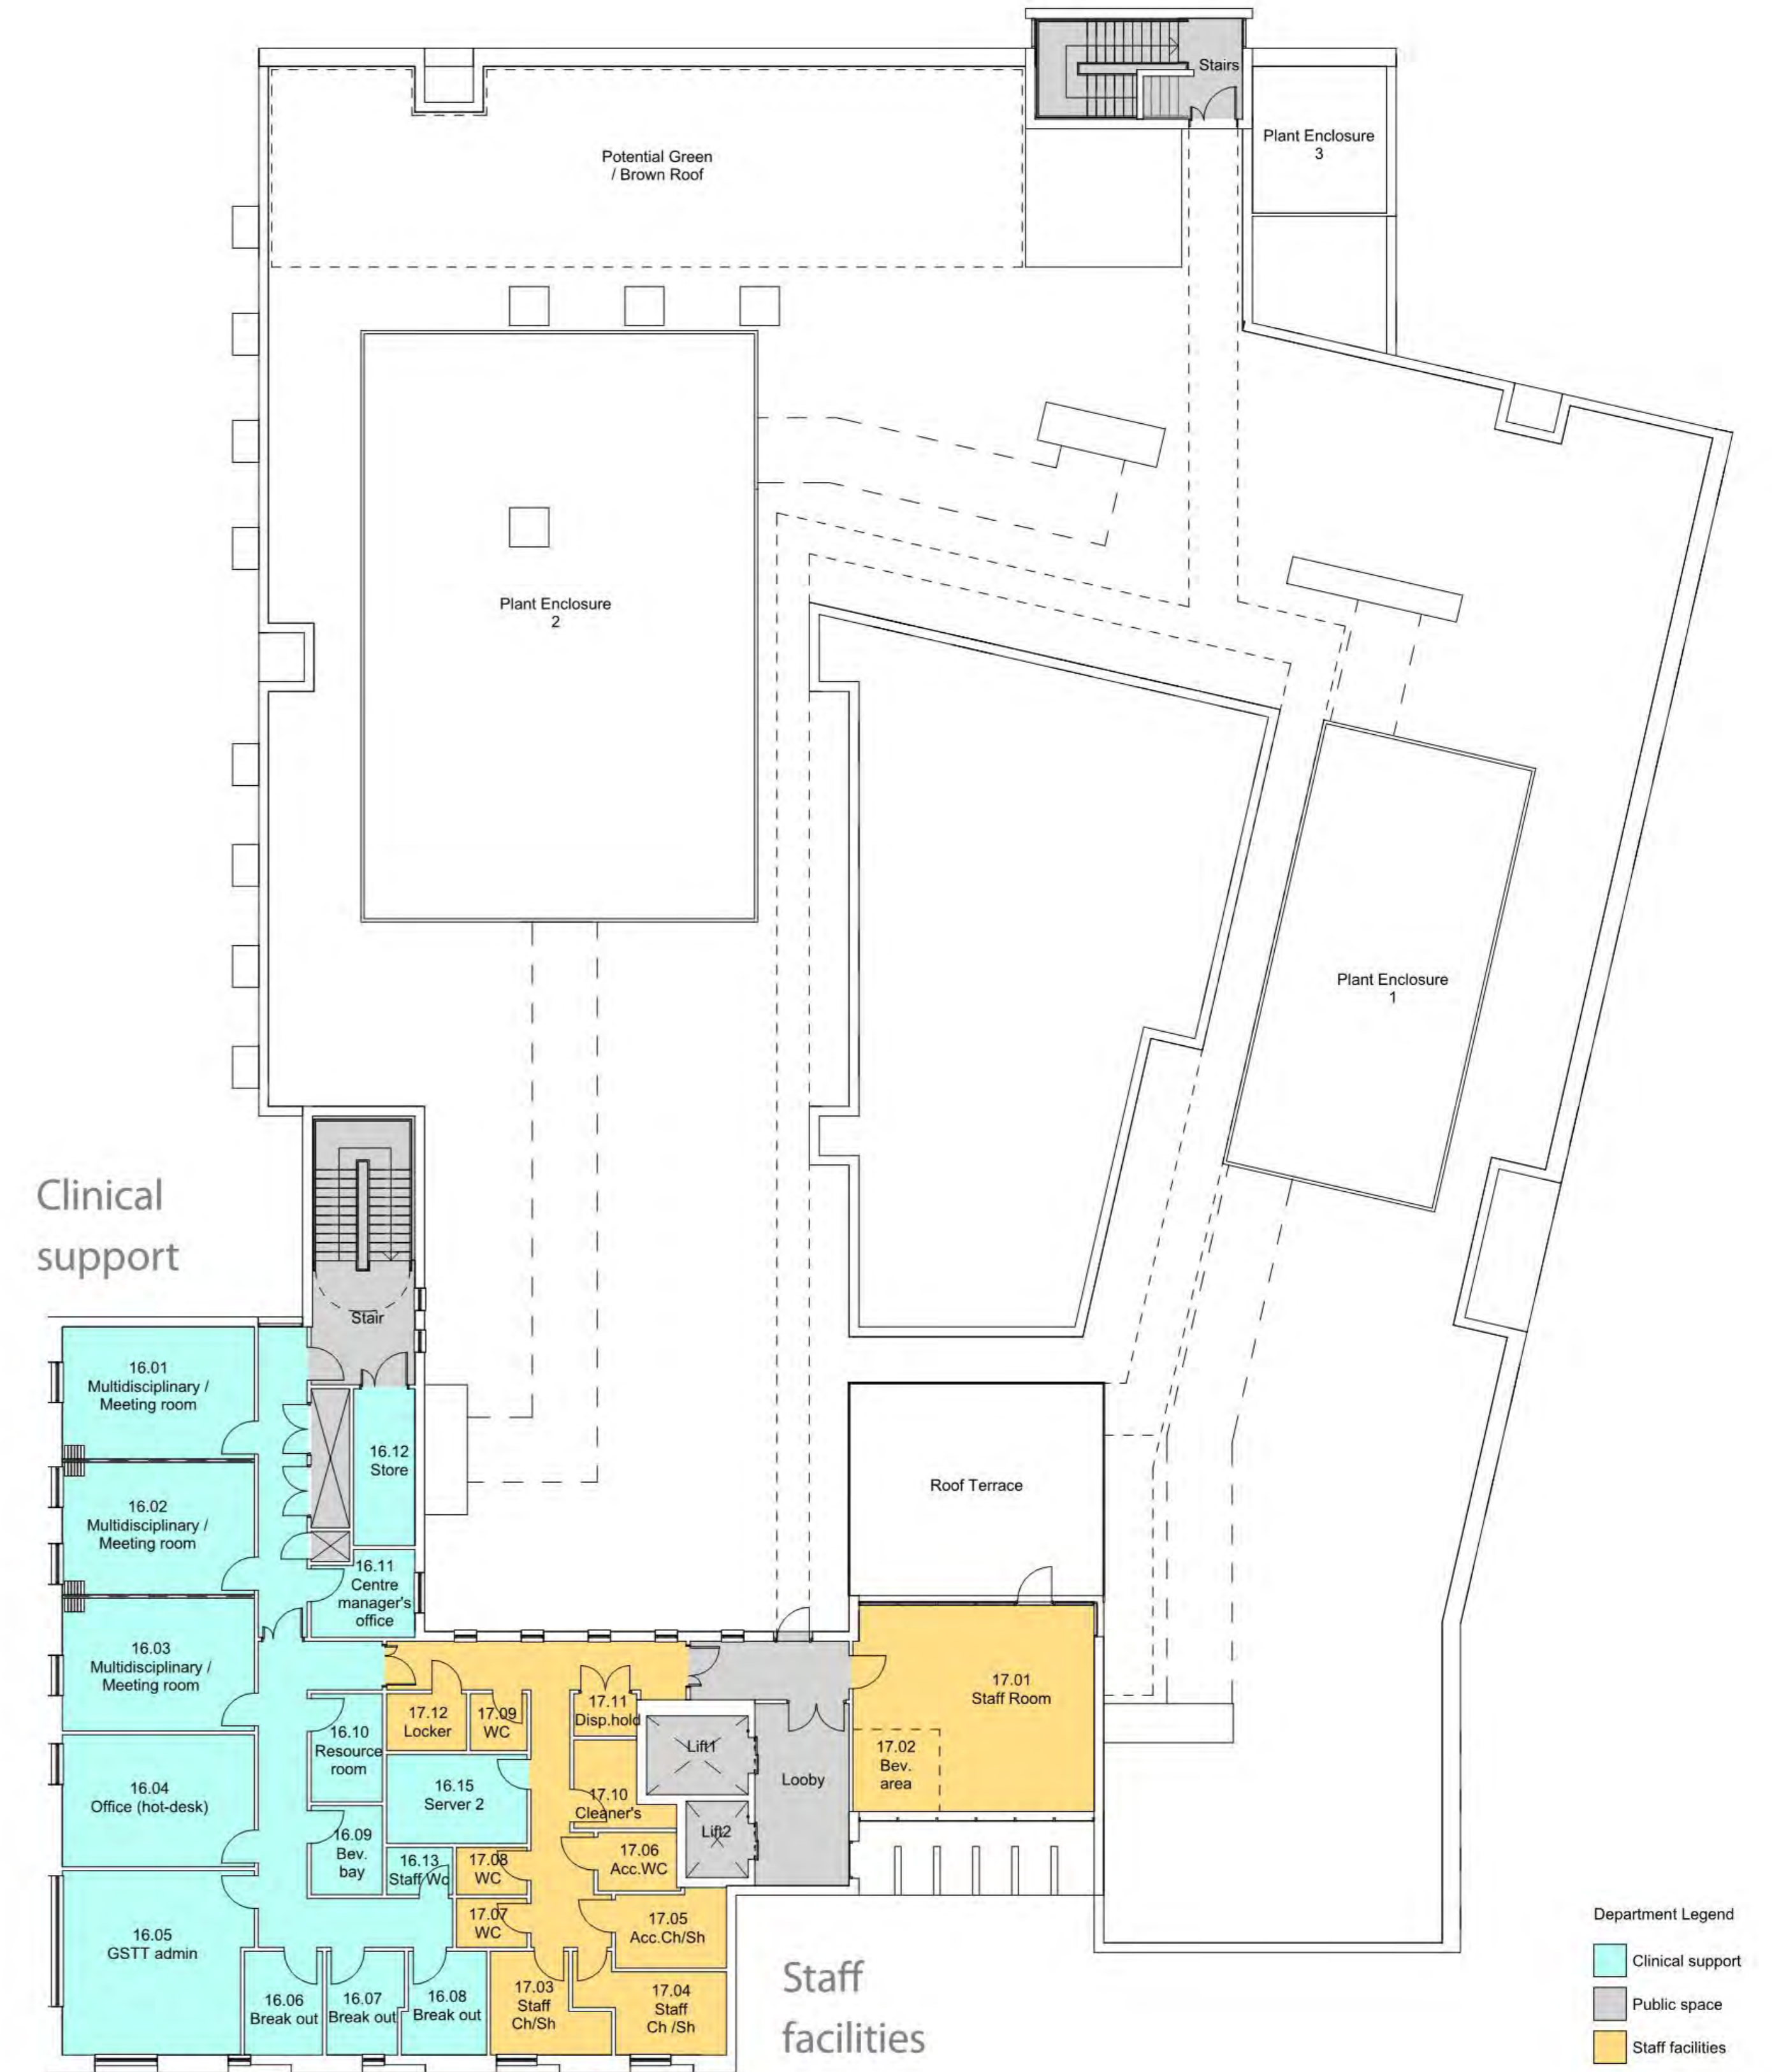 Stairs
Plant Enclosure
3
Potential Green
/ Brown Roof
Plant Enclosure
2
Plant Enclosure
1
Clinical
support
Stair
16.01
Multidisciplinary /
Meeting room
16.12
Store
Roof Terrace
16.02
Multidisciplinary /
Meeting room
16.11
Centre
manager's
office
16.03
Multidisciplinary /
Meeting room
17.01
Staff Room
17.12
Locker
17.09
WC
17.11
Disp.hold
16.10
Resource
room
Lift1
17.02
Bev.
area
Looby
16.04
Office (hot-desk)
16.15
Server 2
17.10
Cleaner's
Lift2
16.09
Bev.
bay
16.13
Staff Wc
17.08
WC
17.06
Acc.WC
17.07
WC
17.05
Acc.Ch/Sh
16.05
GSTT admin
16.06
Break out
16.07
Break out
16.08
Break out
17.03
Staff
Ch/Sh
17.04
Staff
Ch /Sh
Staff
facilities
Department Legend
Clinical support
Public space
Staff facilities